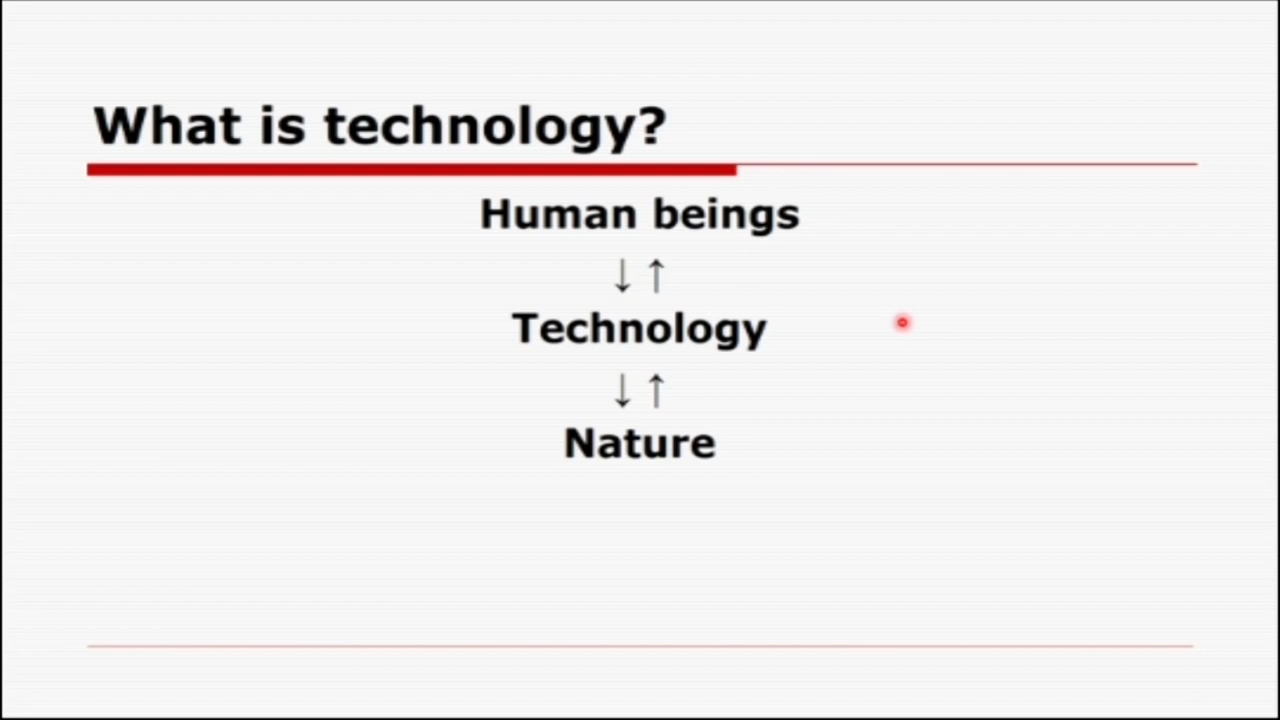 What is technology?
Human beings
↓↑
Technology
↓↑
Nature